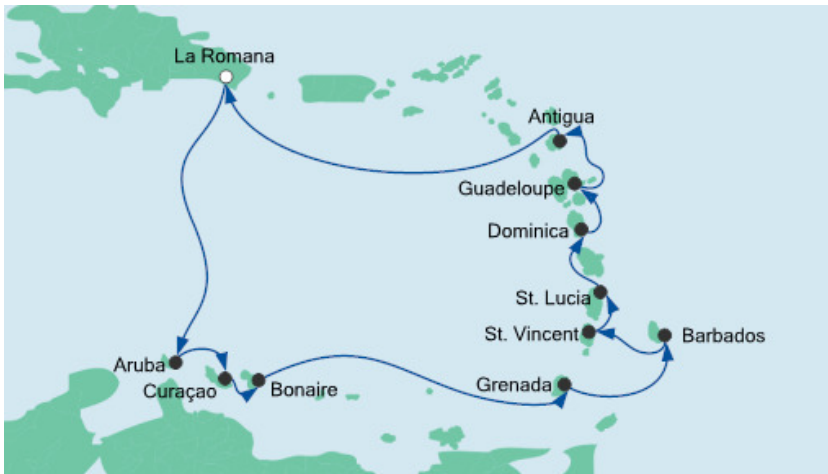 La Romana
Antigua
Guadeloupe
Dominica
St. Lucia
St. Vincent
Barbados
Aruba
Curaçao
Bonaire
Grenada